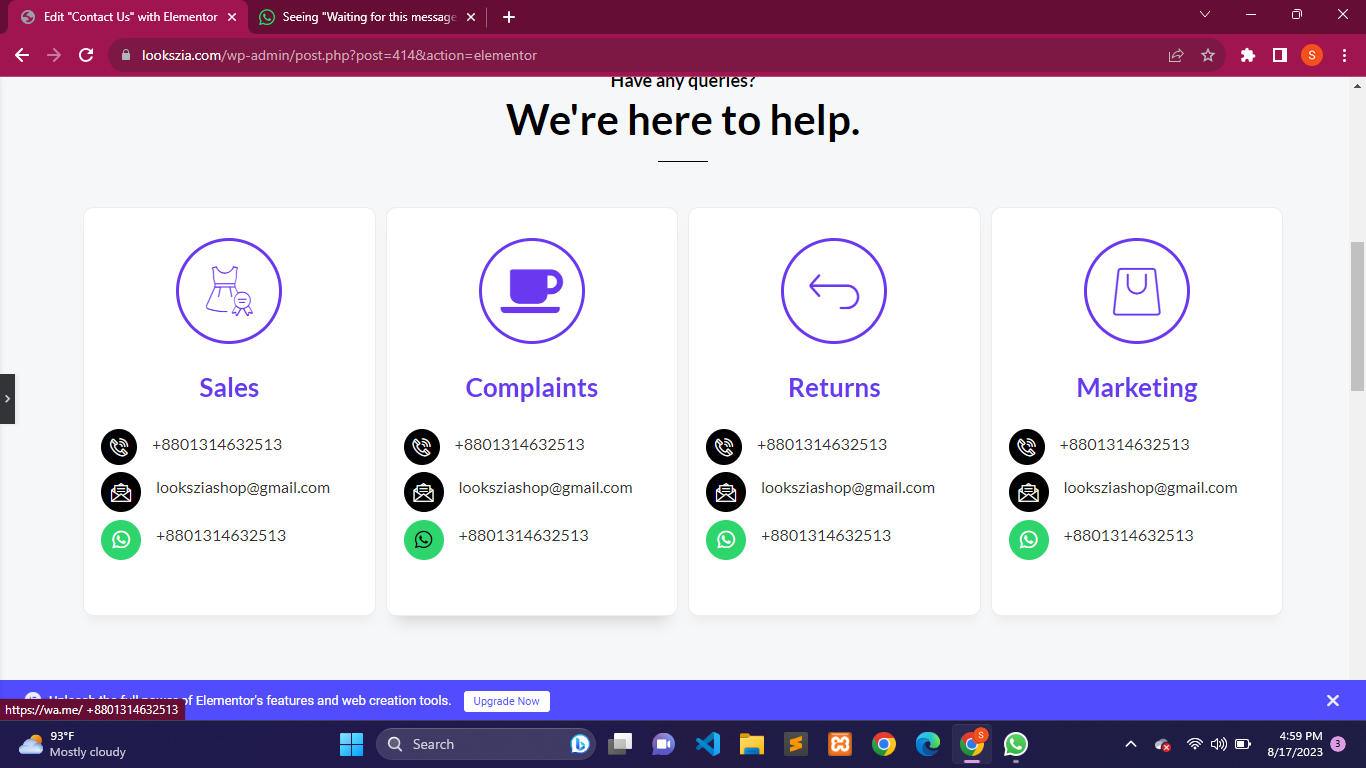 Edit "Contact Us" with Elementor
Seeing "Waiting for this message
lookszia.com/wp-admin/post.php?post=414&action=elementor
S
Have any queries?
We're here to help.
Sales
+8801314632513
looksziashop@gmail.com
+8801314632513
Complaints
+8801314632513
looksziashop@gmail.com
+8801314632513
Returns
+8801314632513
looksziashop@gmail.com
+8801314632513
Marketing
+8801314632513
looksziashop@gmail.com
+8801314632513
Unleash the full power of Elementor's features and web creation tools.
Upgrade Now
https://wa.me/ +8801314632513
93°F
Mostly cloudy
Search
S
4:59 PM
8/17/2023
3